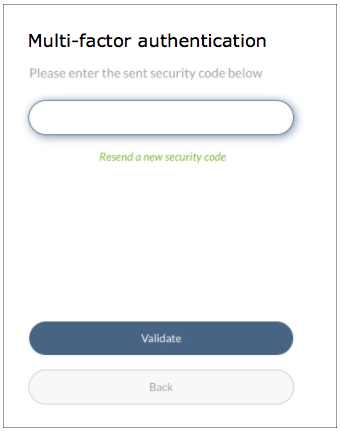 Multi-factor authentication
Please enter the sent security code below
Resend a new security code
Validate
Back